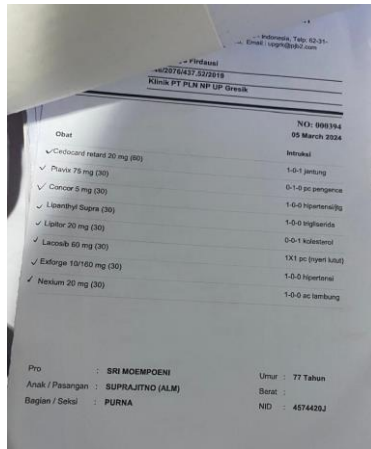 Indonesia, Telp: 62-31-
Email : upgrk@pjb2.com
Firdausi
/2076/437.52/2019
Klinik PT PLN NP UP Gresik
NO: 000394
05 March 2024
Obat Intruksi
Cedocard retard 20 mg (60) 1-0-1 jantung
Plavix 75 mg (30) 0-1-0 pc pengence
Concor 5 mg (30) 1-0-0 hipertensi/jtg
Lipanthyl Supra (30) 1-0-0 trigliserida
Lipitor 20 mg (30) 0-0-1 kolesterol
Lacosib 60 mg (30) 1X1 pc (nyeri lutut)
Exforge 10/160 mg (30) 1-0-0 hipertensi
Nexium 20 mg (30) 1-0-0 ac lambung
Pro : SRI MOEMPOENI Umur : 77 Tahun
Anak / Pasangan : SUPRAJITNO (ALM) Berat :
Bagian / Seksi : PURNA NID : 4574420J